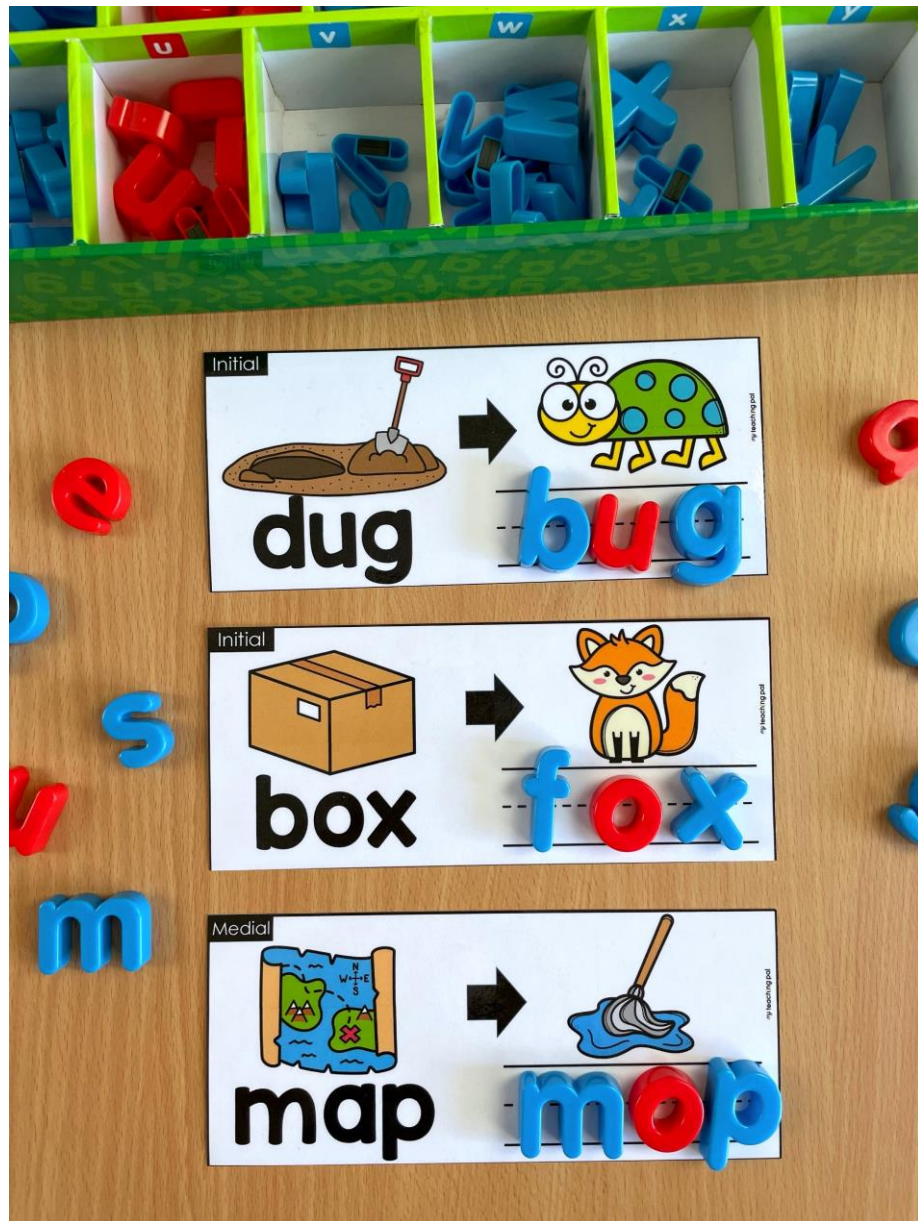 u
v
w
x
y
Initial
my teaching pal
dug
bug
Initial
my teaching pal
box
fox
Medial
N
W E
S
my teaching pal
map
mop
e
s
m